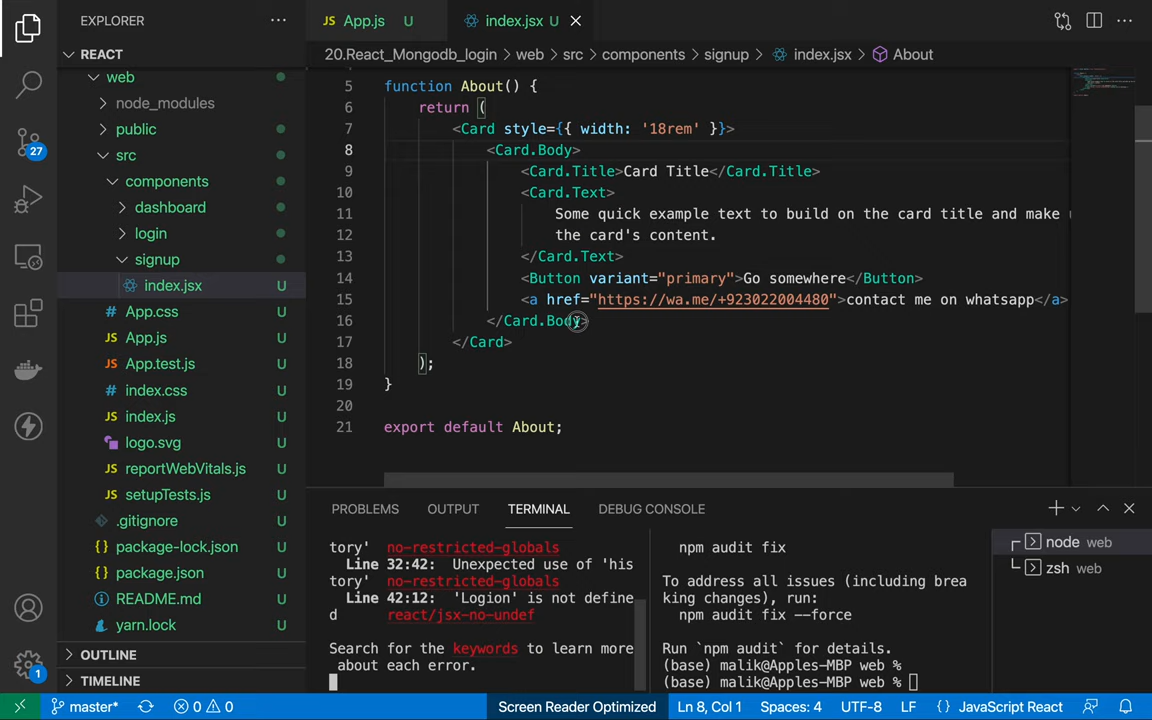 EXPLORER
REACT
web
node_modules
public
src
components
dashboard
login
signup
index.jsx U
App.css U
App.js U
App.test.js U
index.css U
index.js U
logo.svg U
reportWebVitals.js U
setupTests.js U
.gitignore U
package-lock.json U
package.json U
README.md U
yarn.lock U
OUTLINE
TIMELINE
27
1
JS App.js U
index.jsx U
20.React_Mongodb_login > web > src > components > signup > index.jsx > About
5 function About() {
6 return (
7 <Card style={{ width: '18rem' }}>
8 <Card.Body>
9 <Card.Title>Card Title</Card.Title>
10 <Card.Text>
11 Some quick example text to build on the card title and make
12 the card's content.
13 </Card.Text>
14 <Button variant="primary">Go somewhere</Button>
15 <a href="https://wa.me/+923022004480">contact me on whatsapp</a>
16 </Card.Body>
17 </Card>
18 );
19 }
20
21 export default About;
PROBLEMS OUTPUT TERMINAL DEBUG CONSOLE
tory' no-restricted-globals
Line 32:42: Unexpected use of 'his
tory' no-restricted-globals
Line 42:12: 'Logion' is not define
d react/jsx-no-undef
Search for the keywords to learn more
about each error.
npm audit fix
To address all issues (including brea
king changes), run:
npm audit fix --force
Run `npm audit` for details.
(base) malik@Apples-MBP web %
(base) malik@Apples-MBP web %
node web
zsh web
master* 0 0 Screen Reader Optimized Ln 8, Col 1 Spaces: 4 UTF-8 LF {} JavaScript React